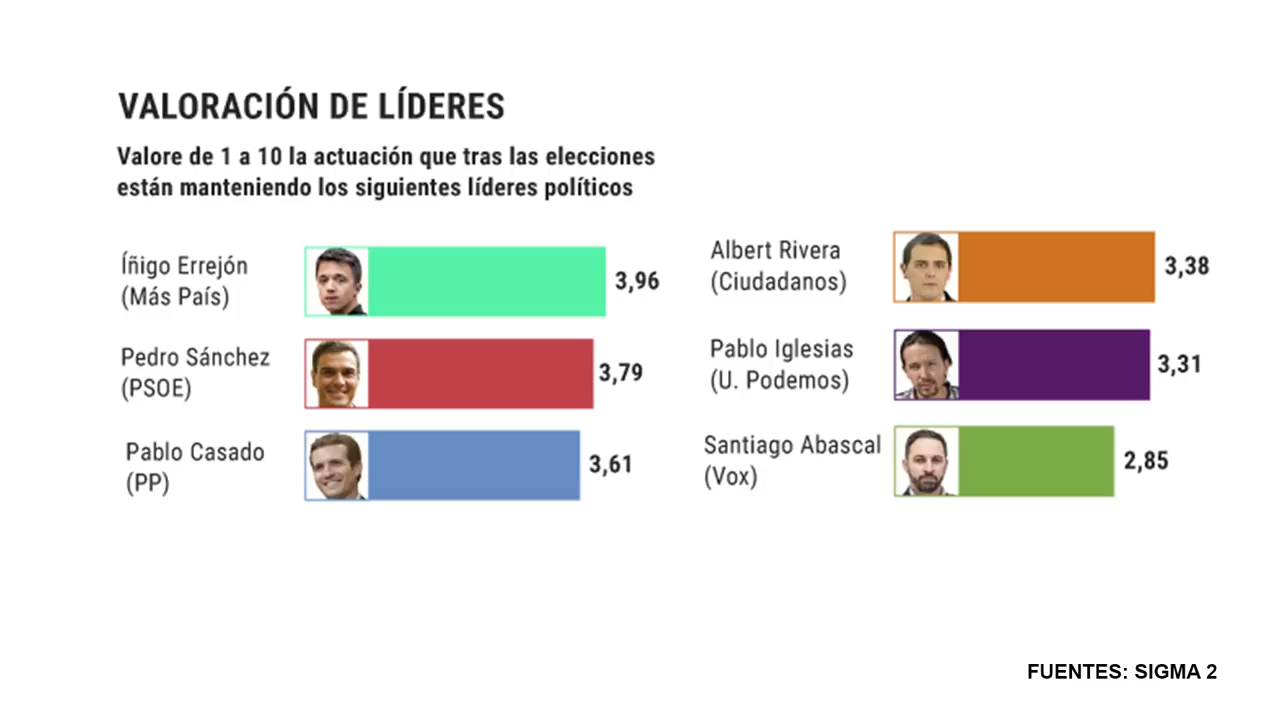 VALORACIÓN DE LÍDERES
Valore de 1 a 10 la actuación que tras las elecciones
están manteniendo los siguientes líderes políticos
Íñigo Errejón
(Más País)
3,96
Pedro Sánchez
(PSOE)
3,79
Pablo Casado
(PP)
3,61
Albert Rivera
(Ciudadanos)
3,38
Pablo Iglesias
(U. Podemos)
3,31
Santiago Abascal
(Vox)
2,85
FUENTES: SIGMA 2